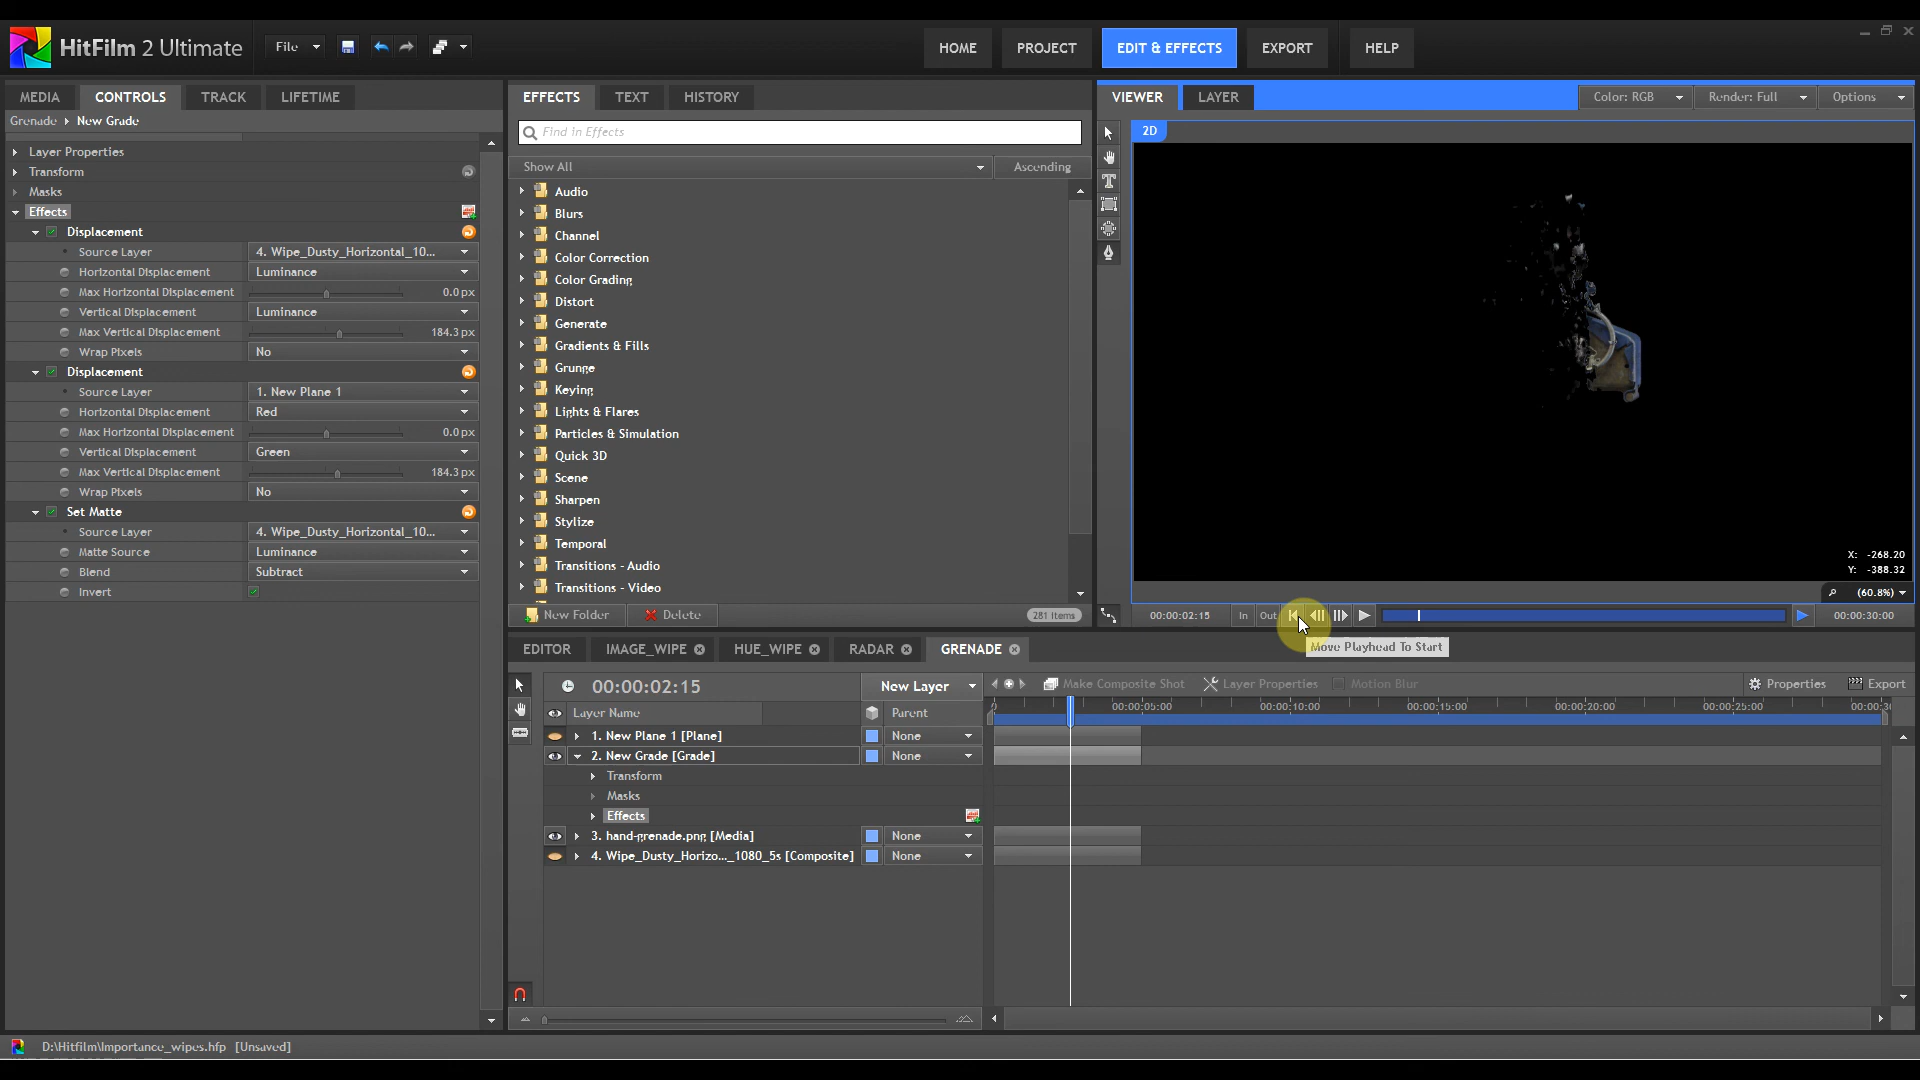 HitFilm 2 Ultimate
File
HOME
PROJECT
EDIT & EFFECTS
EXPORT
HELP
MEDIA
CONTROLS
TRACK
LIFETIME
Grenade
New Grade
Layer Properties
Transform
Masks
Effects
Displacement
Source Layer
4. Wipe_Dusty_Horizontal_10...
Horizontal Displacement
Luminance
Max Horizontal Displacement
0.0px
Vertical Displacement
Luminance
Max Vertical Displacement
184.3px
Wrap Pixels
No
Displacement
Source Layer
1. New Plane 1
Horizontal Displacement
Red
Max Horizontal Displacement
0.0px
Vertical Displacement
Green
Max Vertical Displacement
184.3px
Wrap Pixels
No
Set Matte
Source Layer
4. Wipe_Dusty_Horizontal_10...
Matte Source
Luminance
Blend
Subtract
Invert
EFFECTS
TEXT
HISTORY
Find in Effects
Show All
Ascending
Audio
Blurs
Channel
Color Correction
Color Grading
Distort
Generate
Gradients & Fills
Grunge
Keying
Lights & Flares
Particles & Simulation
Quick 3D
Scene
Sharpen
Stylize
Temporal
Transitions - Audio
Transitions - Video
New Folder
Delete
281 Items
VIEWER
LAYER
Color: RGB
Render: Full
Options
2D
X: -268.20
Y: -388.32
(60.8%)
00:00:02:15
In
Out
00:00:30:00
Move Playhead To Start
EDITOR
IMAGE_WIPE
HUE_WIPE
RADAR
GRENADE
00:00:02:15
New Layer
Make Composite Shot
Layer Properties
Motion Blur
Properties
Export
Layer Name
Parent
0
00:00:05:00
00:00:10:00
00:00:15:00
00:00:20:00
00:00:25:00
00:00:30
1. New Plane 1 [Plane]
None
2. New Grade [Grade]
None
Transform
Masks
Effects
3. hand-grenade.png [Media]
None
4. Wipe_Dusty_Horizo..._1080_5s [Composite]
None
D:\Hitfilm\Importance_wipes.hfp [Unsaved]